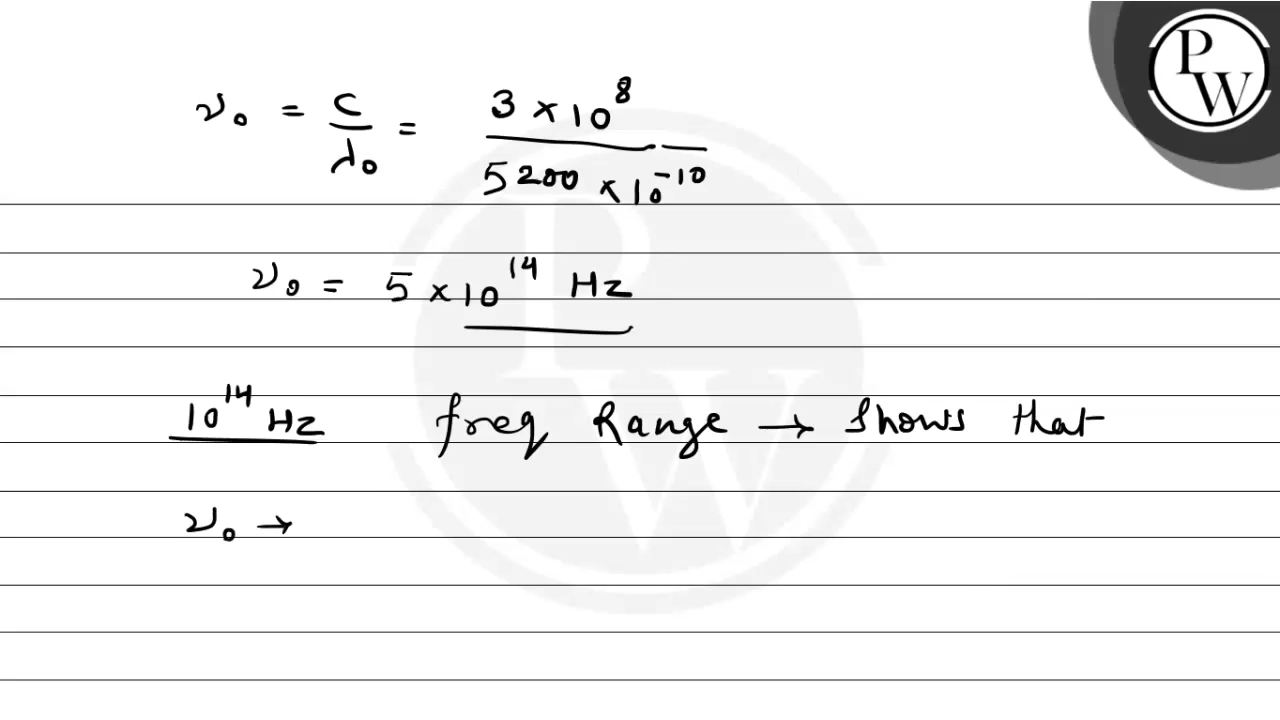 ν₀ = c/λ₀ = 3 × 10⁸ / 5200 × 10⁻¹⁰
ν₀ = 5 × 10¹⁴ Hz
10¹⁴ Hz freq Range → shows that
ν₀ →
PW
PW